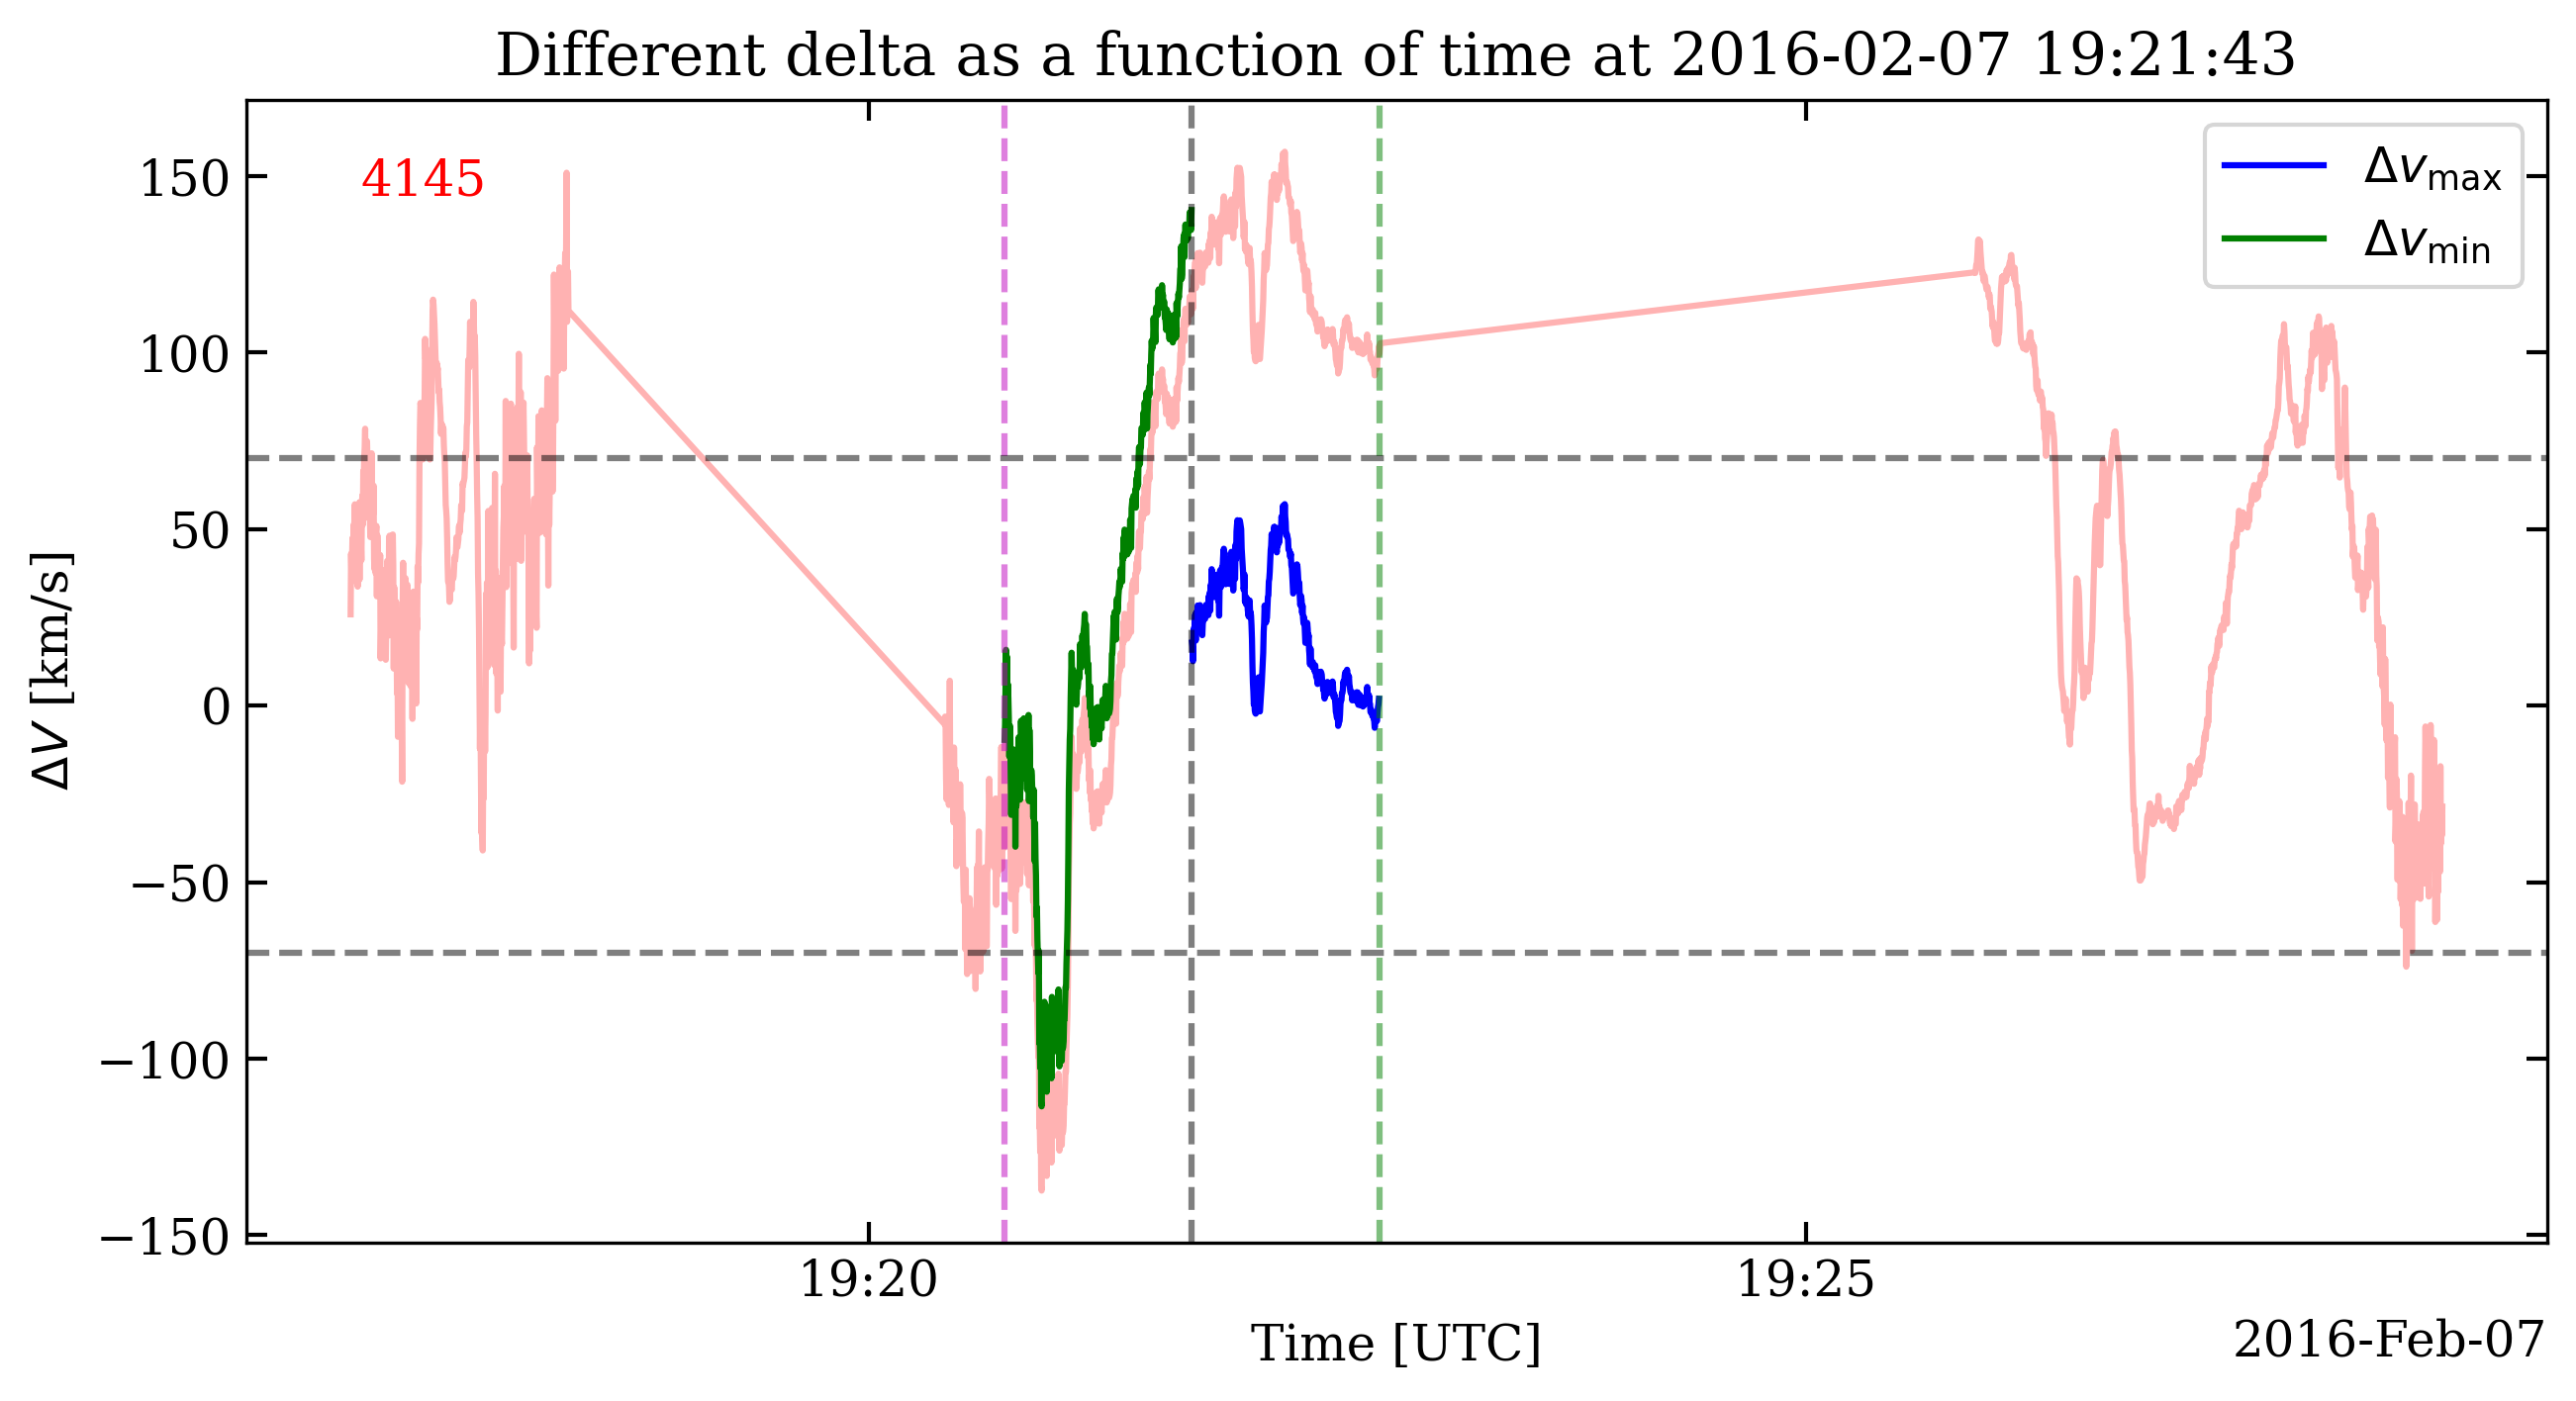 Different delta as a function of time at 2016-02-07 19:21:43
4145
Δv_max
Δv_min
150
100
50
0
−50
−100
−150
ΔV [km/s]
19:20
19:25
Time [UTC]
2016-Feb-07